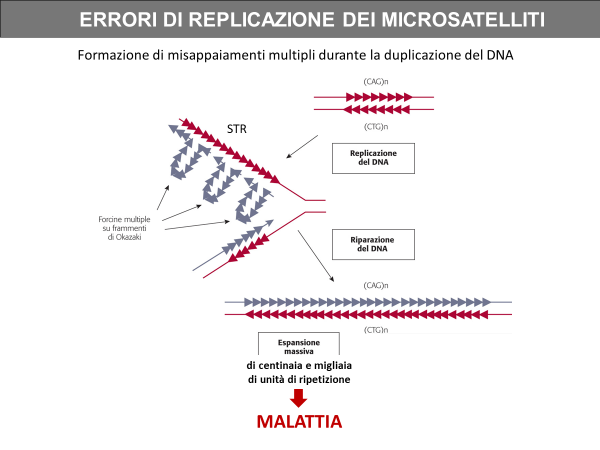 ERRORI DI REPLICAZIONE DEI MICROSATELLITI
Formazione di misappaiamenti multipli durante la duplicazione del DNA
(CAG)n
(CTG)n
STR
Replicazione
del DNA
Forcine multiple
su frammenti
di Okazaki
Riparazione
del DNA
(CAG)n
(CTG)n
Espansione
massiva
di centinaia e migliaia
di unità di ripetizione
MALATTIA